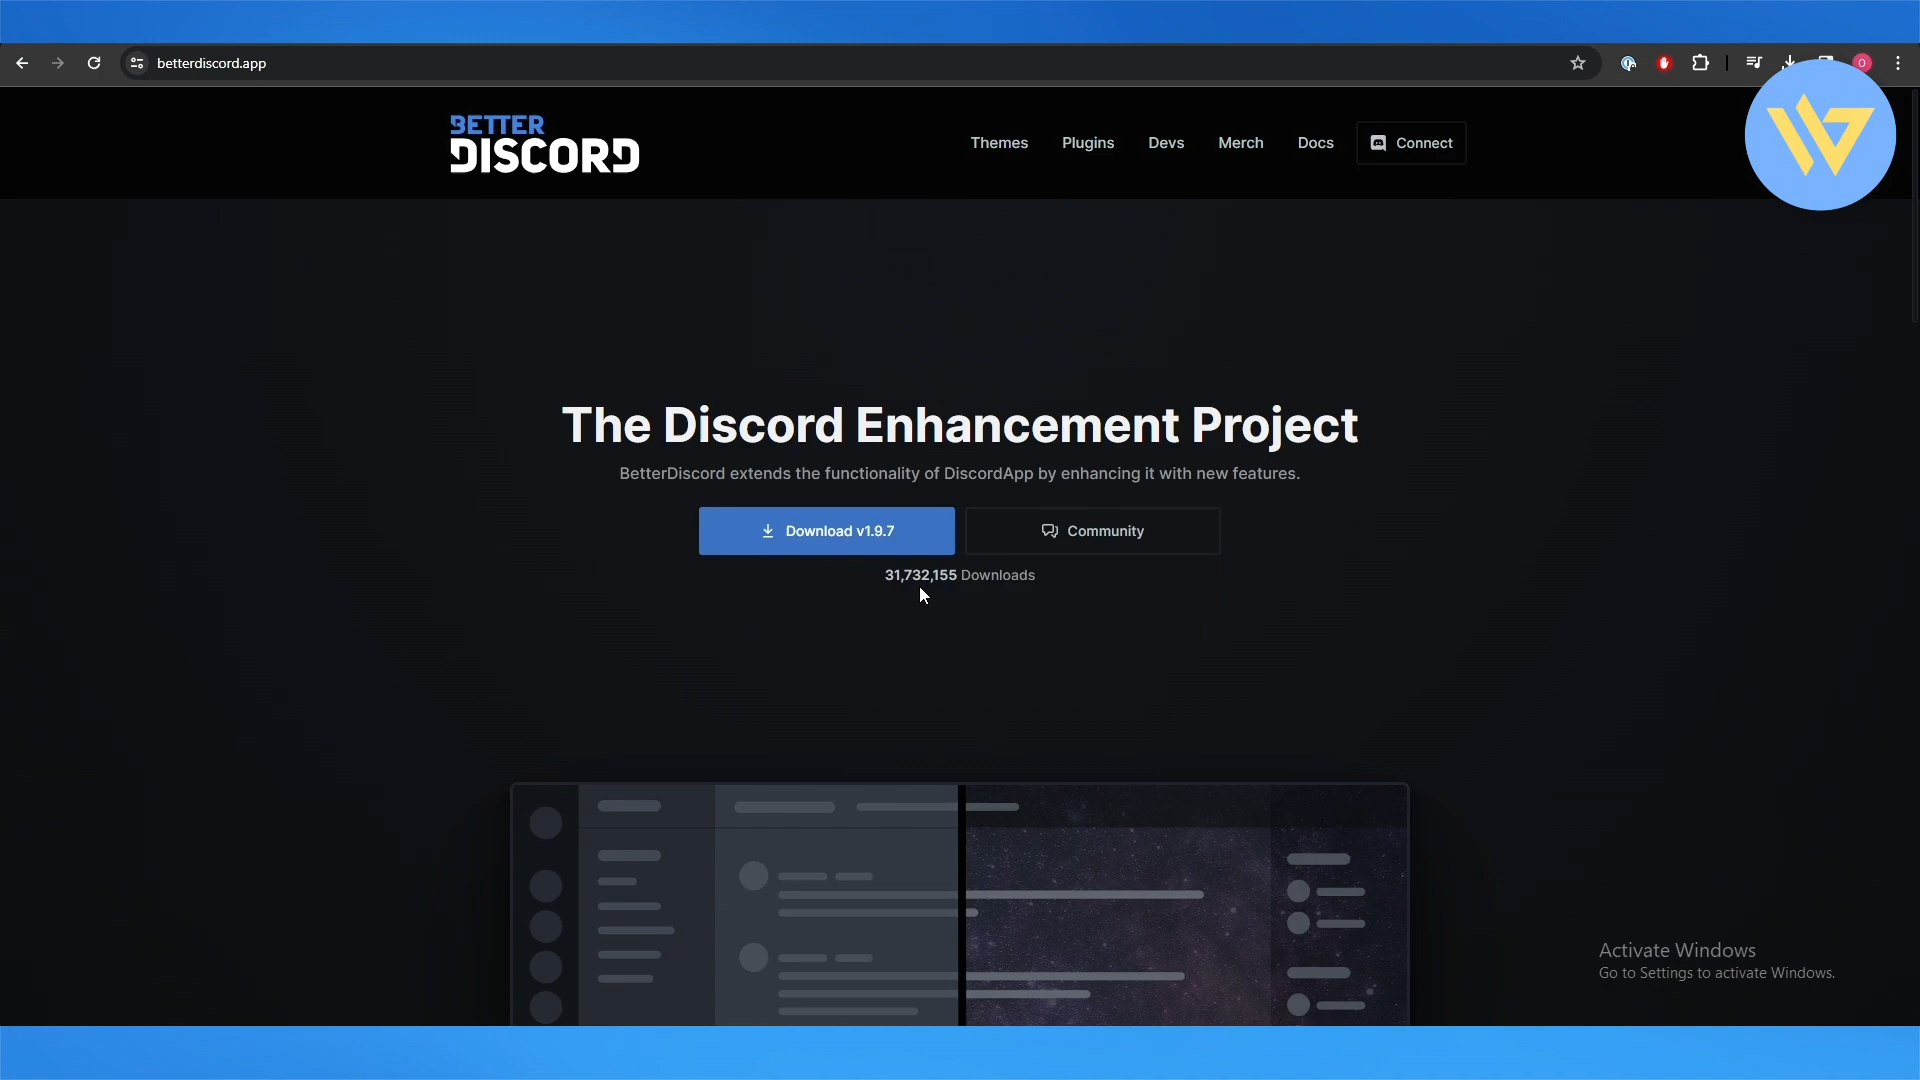 betterdiscord.app
O
BETTER
DISCORD
Themes Plugins Devs Merch Docs Connect
The Discord Enhancement Project
BetterDiscord extends the functionality of DiscordApp by enhancing it with new features.
Download v1.9.7 Community
31,732,155 Downloads
Activate Windows
Go to Settings to activate Windows.